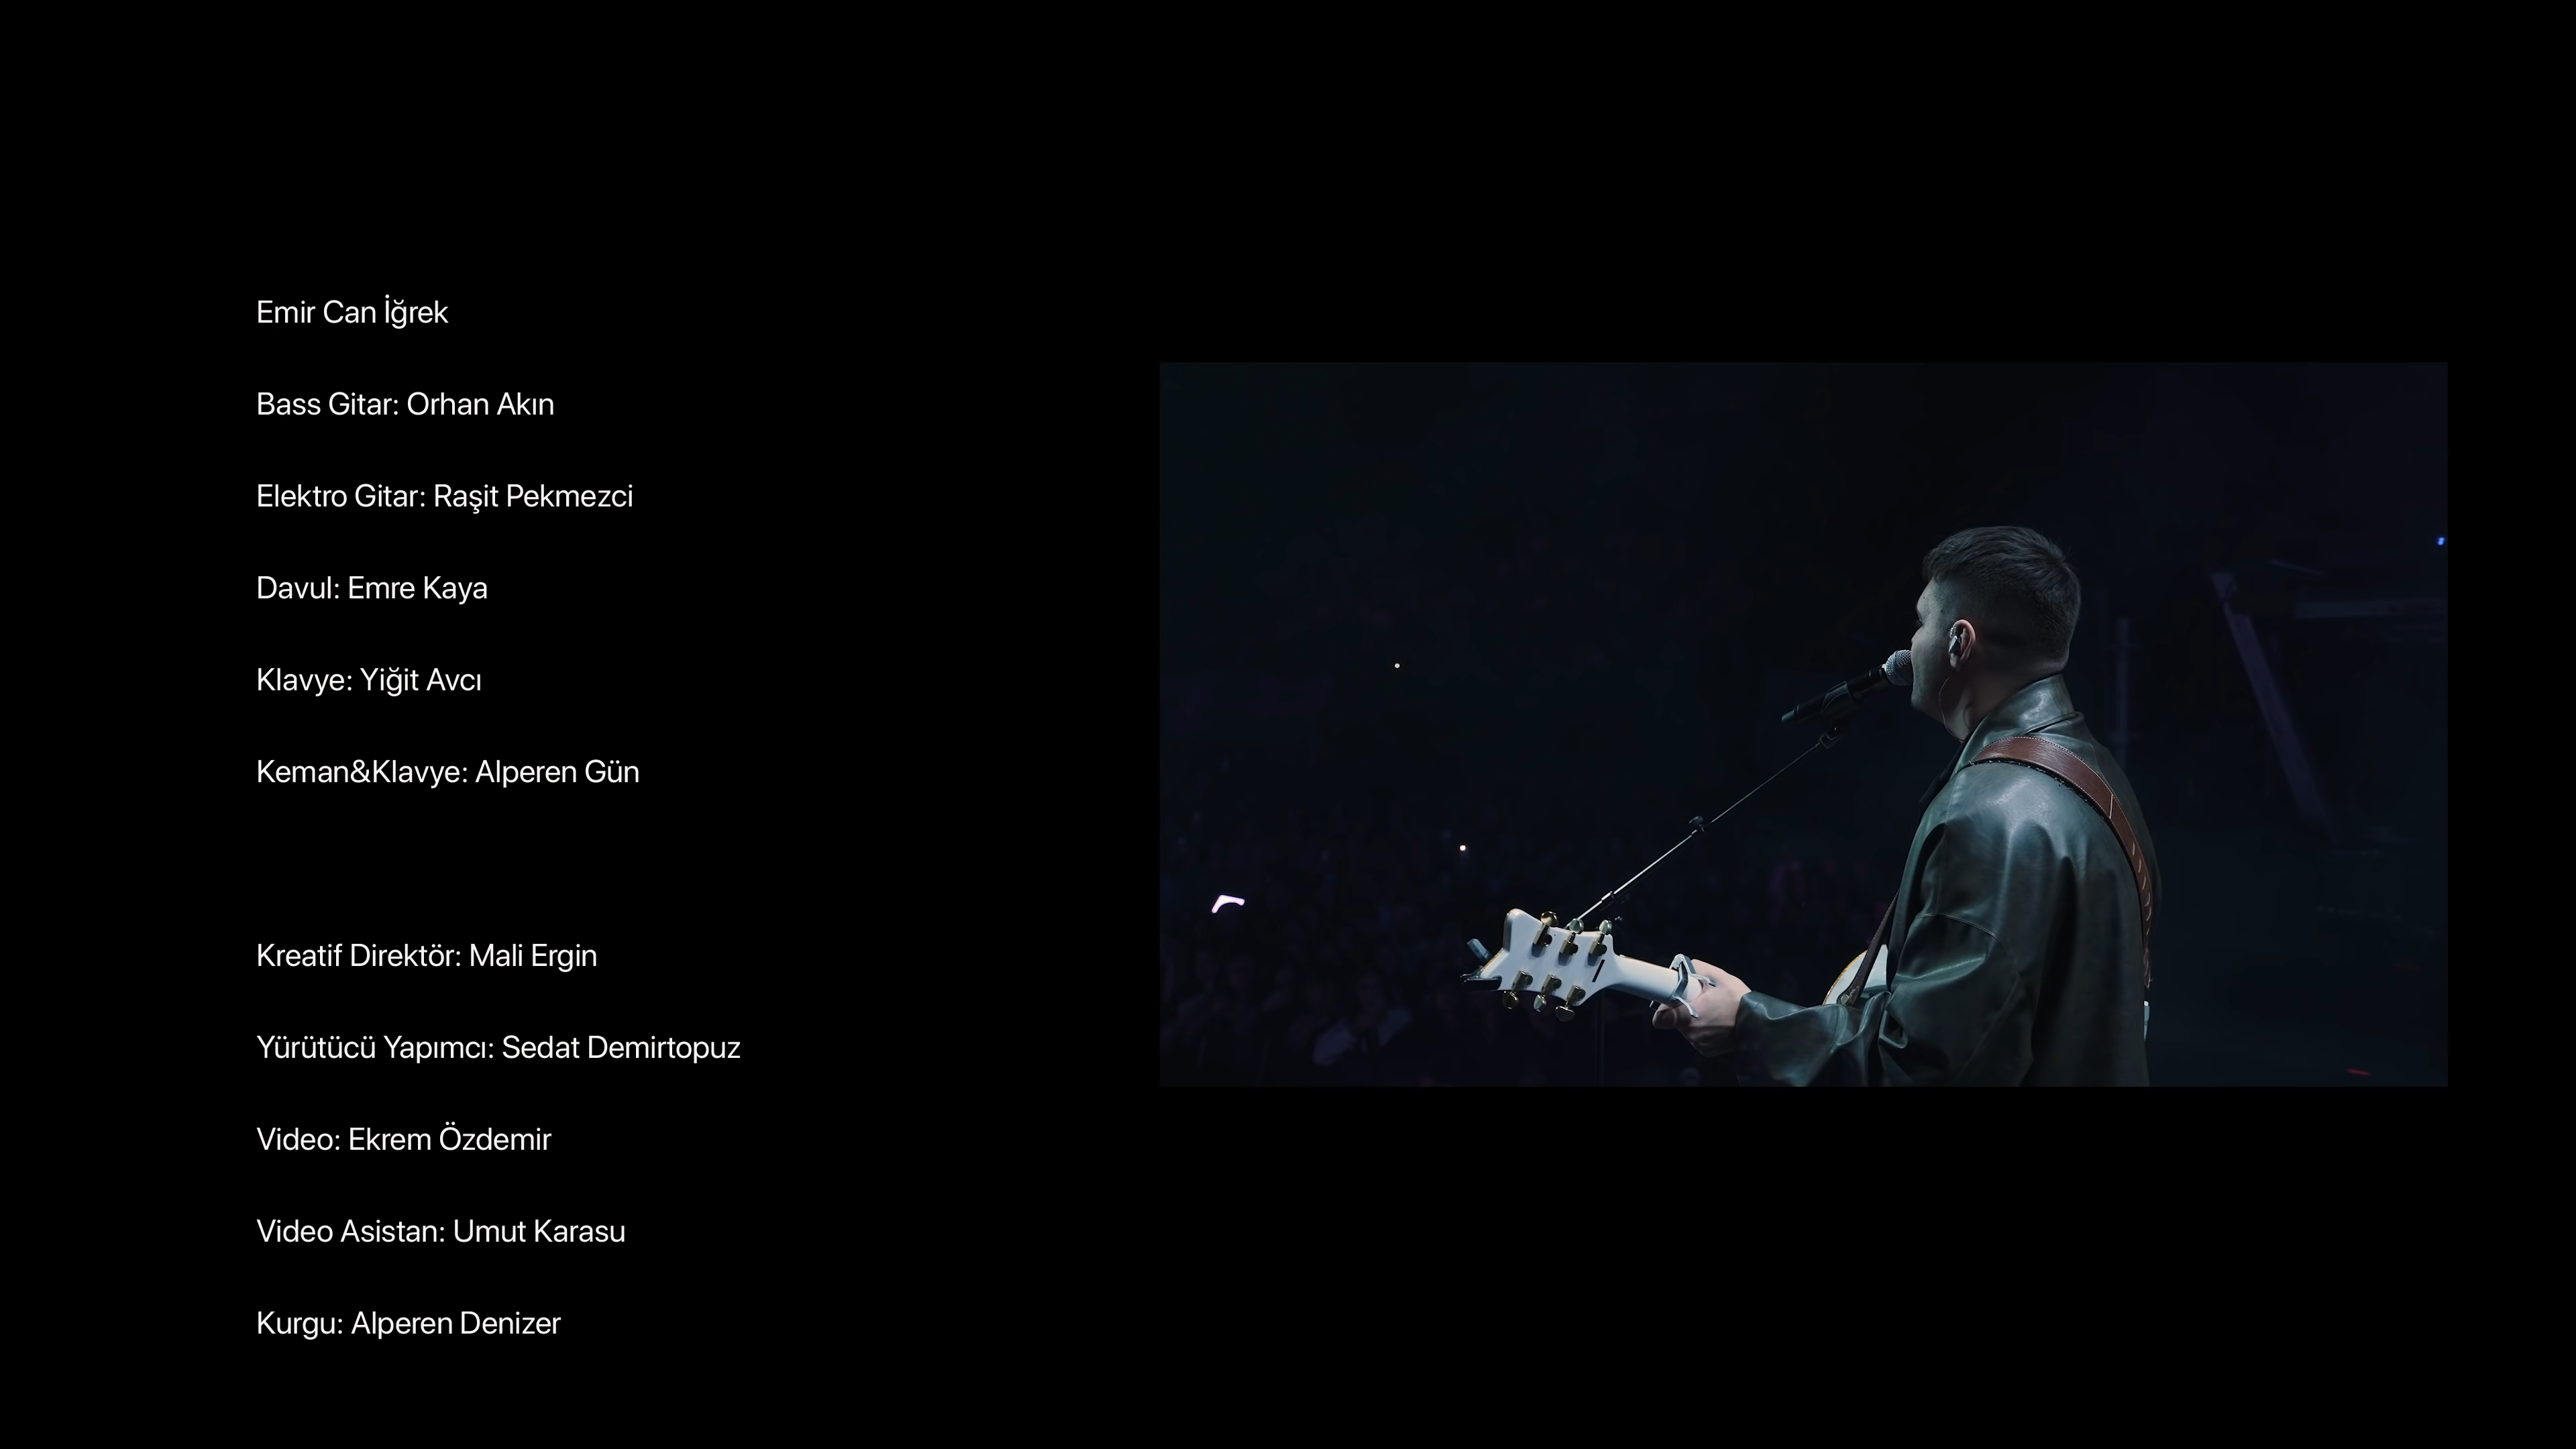 Emir Can İğrek
Bass Gitar: Orhan Akın
Elektro Gitar: Raşit Pekmezci
Davul: Emre Kaya
Klavye: Yiğit Avcı
Keman&Klavye: Alperen Gün
Kreatif Direktör: Mali Ergin
Yürütücü Yapımcı: Sedat Demirtopuz
Video: Ekrem Özdemir
Video Asistan: Umut Karasu
Kurgu: Alperen Denizer